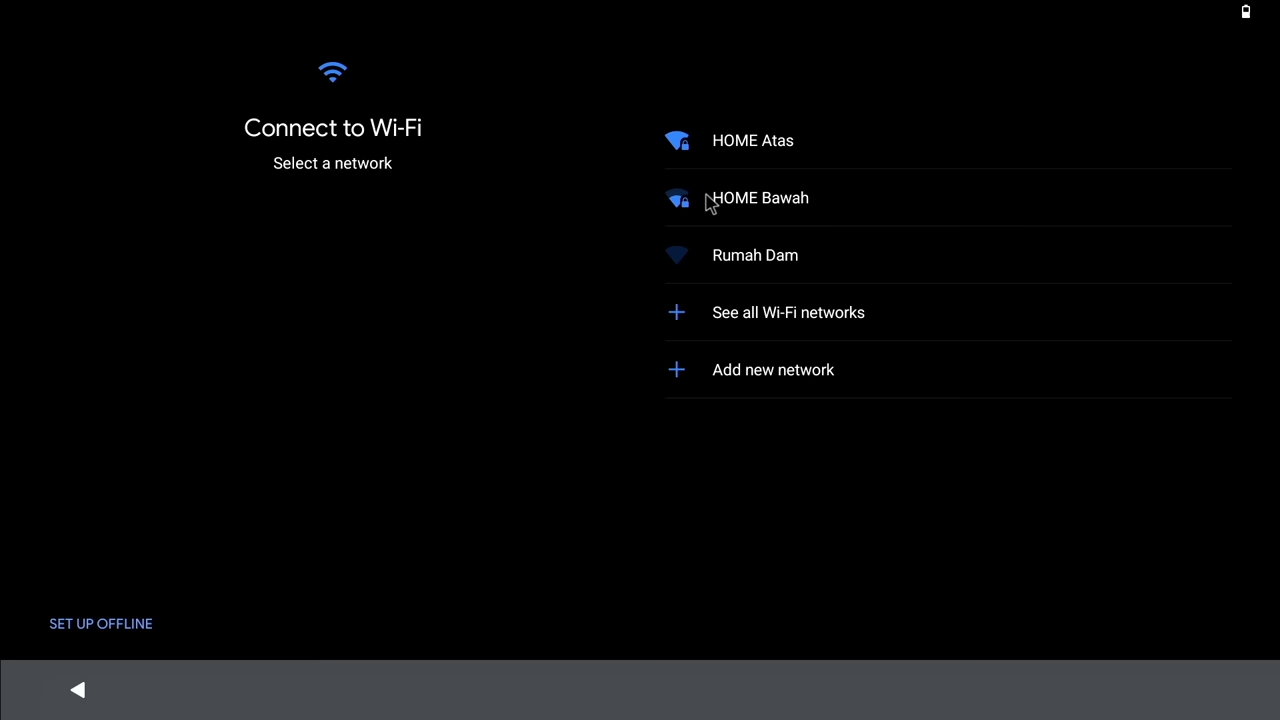 Connect to Wi-Fi
Select a network
HOME Atas
HOME Bawah
Rumah Dam
See all Wi-Fi networks
Add new network
SET UP OFFLINE